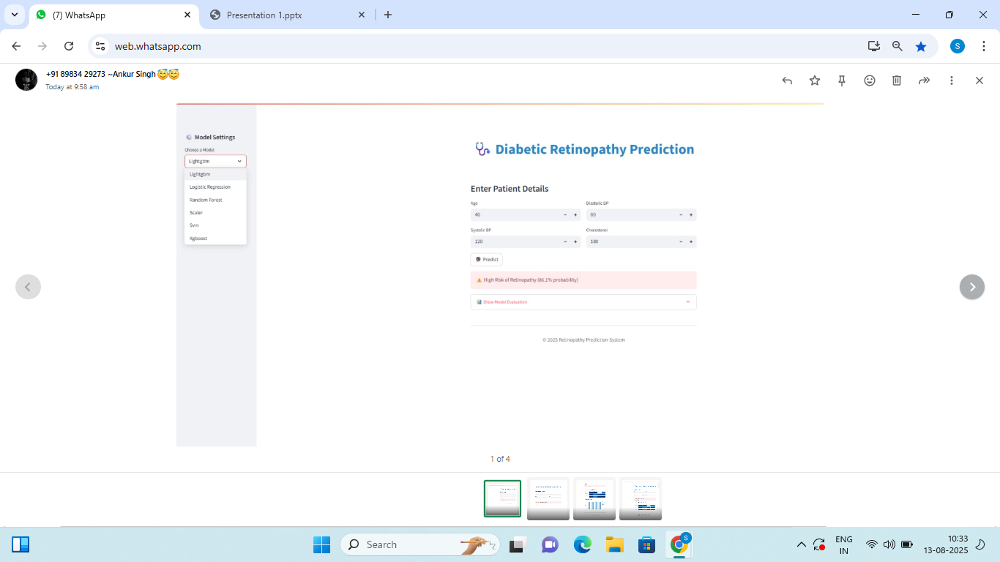 (7) WhatsApp
Presentation 1.pptx
web.whatsapp.com
S
+91 89834 29273 ~Ankur Singh😇😇
Today at 9:58 am
Model Settings
Choose a Model
Lightgbm
Lightgbm
Logistic Regression
Random Forest
Scaler
Svm
Xgboost
Diabetic Retinopathy Prediction
Enter Patient Details
Age
Diastolic BP
40 - +
80 - +
Systolic BP
Cholesterol
120 - +
180 - +
Predict
⚠️ High Risk of Retinopathy (86.1% probability)
📊 Show Model Evaluation
© 2025 Retinopathy Prediction System
1 of 4
Search
S
ENG
IN
10:33
13-08-2025